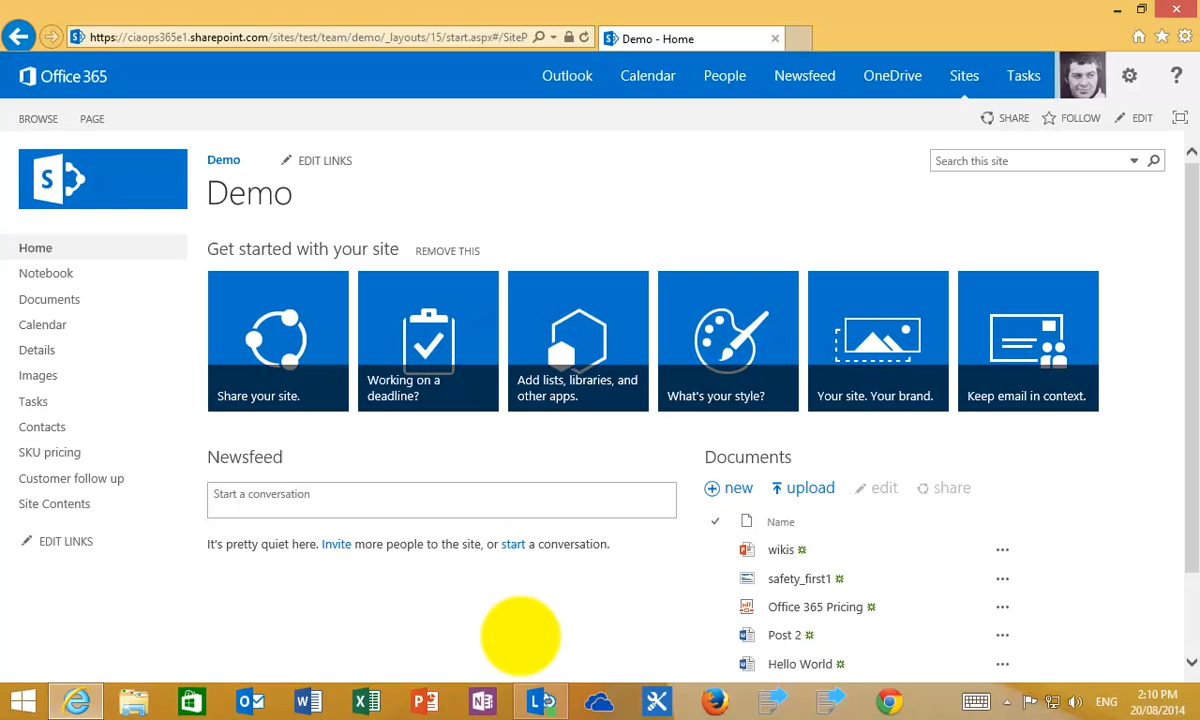 https://ciaops365e1.sharepoint.com/sites/test/team/demo/_layouts/15/start.aspx#/SiteP
Demo - Home
Office 365
Outlook Calendar People Newsfeed OneDrive Sites Tasks ?
BROWSE PAGE
SHARE FOLLOW EDIT
S
Demo EDIT LINKS
Search this site
Demo
Home
Notebook
Documents
Calendar
Details
Images
Tasks
Contacts
SKU pricing
Customer follow up
Site Contents
EDIT LINKS
Get started with your site REMOVE THIS
Share your site.
Working on a
deadline?
Add lists, libraries, and
other apps.
What's your style?
Your site. Your brand.
Keep email in context.
Newsfeed
Start a conversation
It's pretty quiet here. Invite more people to the site, or start a conversation.
Documents
new upload edit share
Name
wikis
safety_first1
Office 365 Pricing
Post 2
Hello World
ENG
2:10 PM
20/08/2014